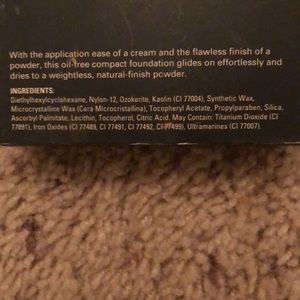 With the application ease of a cream and the flawless finish of a
powder, this oil-free compact foundation glides on effortlessly and
dries to a weightless, natural-finish powder.
INGREDIENTS:
Diethylhexylcyclohexane, Nylon-12, Ozokerite, Kaolin (CI 77004), Synthetic Wax,
Microcrystalline Wax (Cera Microcristallina), Tocopheryl Acetate, Propylparaben, Silica,
Ascorbyl Palmitate, Lecithin, Tocopherol, Citric Acid. May Contain: Titanium Dioxide (CI
77891), Iron Oxides (CI 77489, CI 77491, CI 77492, CI 77499), Ultramarines (CI 77007).